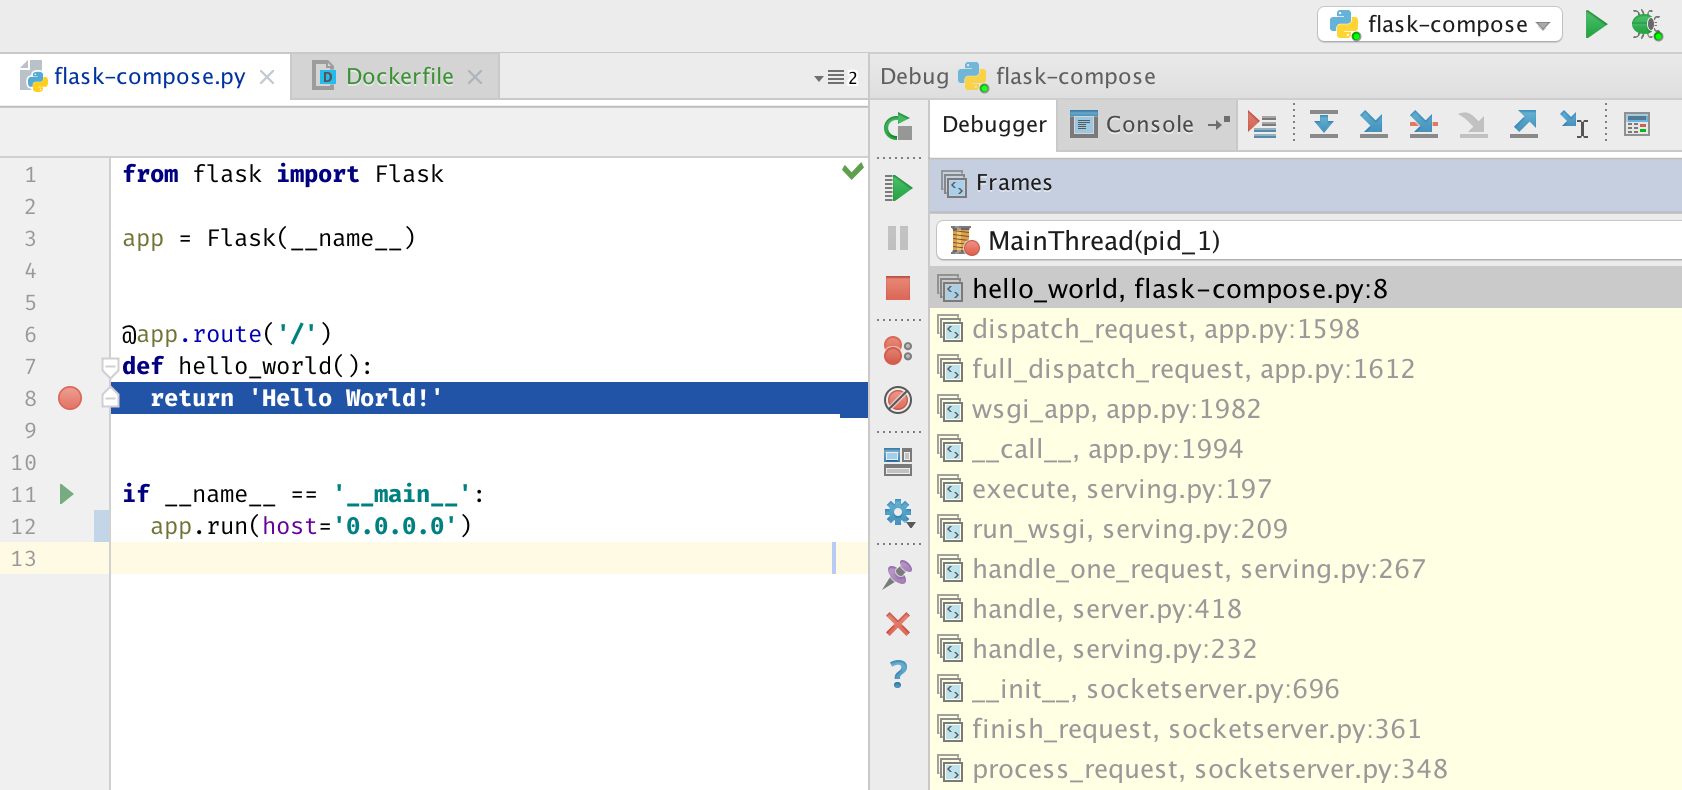 flask-compose
flask-compose.py
Dockerfile
2
Debug flask-compose
Debugger
Console
Frames
MainThread(pid_1)
1 from flask import Flask
2
3 app = Flask(__name__)
4
5
6 @app.route('/')
7 def hello_world():
8 return 'Hello World!'
9
10
11 if __name__ == '__main__':
12 app.run(host='0.0.0.0')
13
hello_world, flask-compose.py:8
dispatch_request, app.py:1598
full_dispatch_request, app.py:1612
wsgi_app, app.py:1982
__call__, app.py:1994
execute, serving.py:197
run_wsgi, serving.py:209
handle_one_request, serving.py:267
handle, server.py:418
handle, serving.py:232
__init__, socketserver.py:696
finish_request, socketserver.py:361
process_request, socketserver.py:348